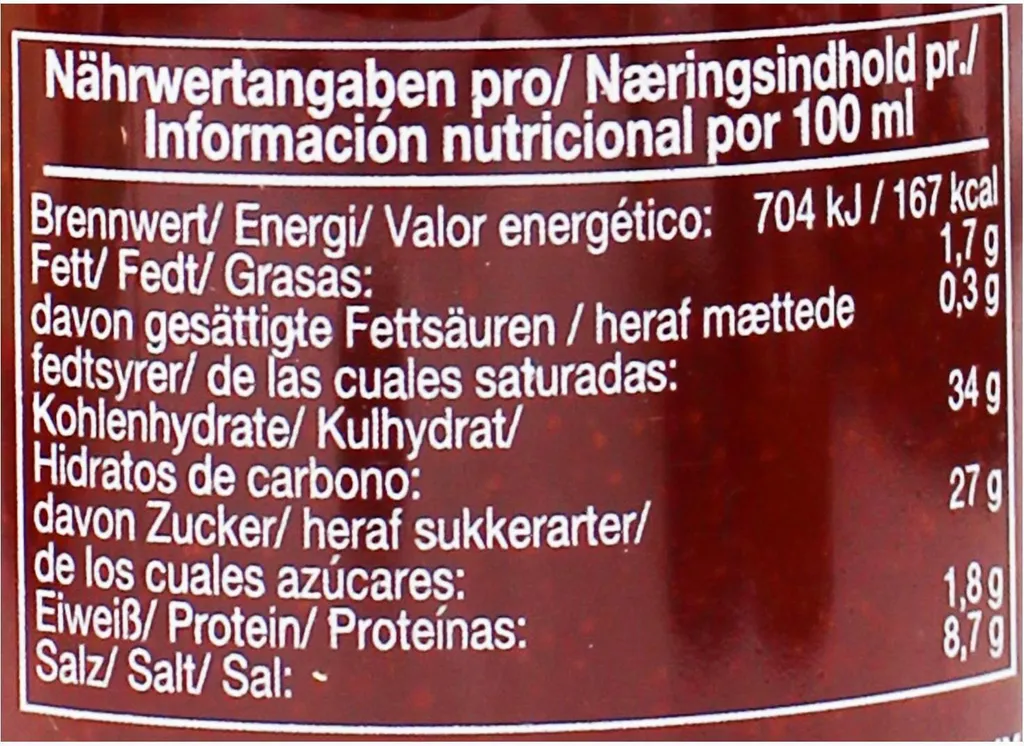 Nährwertangaben pro/ Næringsindhold pr./
Información nutricional por 100 ml
Brennwert/ Energi/ Valor energético: 704 kJ / 167 kcal
Fett/ Fedt/ Grasas: 1,7 g
davon gesättigte Fettsäuren / heraf mættede 0,3 g
fedtsyrer/ de las cuales saturadas:
Kohlenhydrate/ Kulhydrat/ 34 g
Hidratos de carbono:
davon Zucker/ heraf sukkerarter/ 27 g
de los cuales azúcares:
Eiweiß/ Protein/ Proteínas: 1,8 g
Salz/ Salt/ Sal: 8,7 g